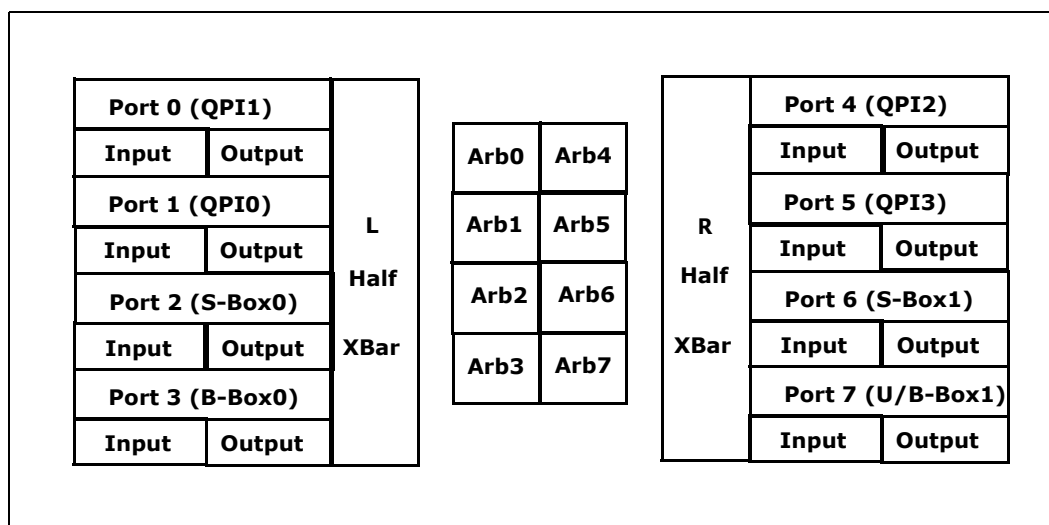 Port 0 (QPI1)
Input Output
Port 1 (QPI0)
Input Output
Port 2 (S-Box0)
Input Output
Port 3 (B-Box0)
Input Output
L
Half
XBar
Arb0 Arb4
Arb1 Arb5
Arb2 Arb6
Arb3 Arb7
R
Half
XBar
Port 4 (QPI2)
Input Output
Port 5 (QPI3)
Input Output
Port 6 (S-Box1)
Input Output
Port 7 (U/B-Box1)
Input Output